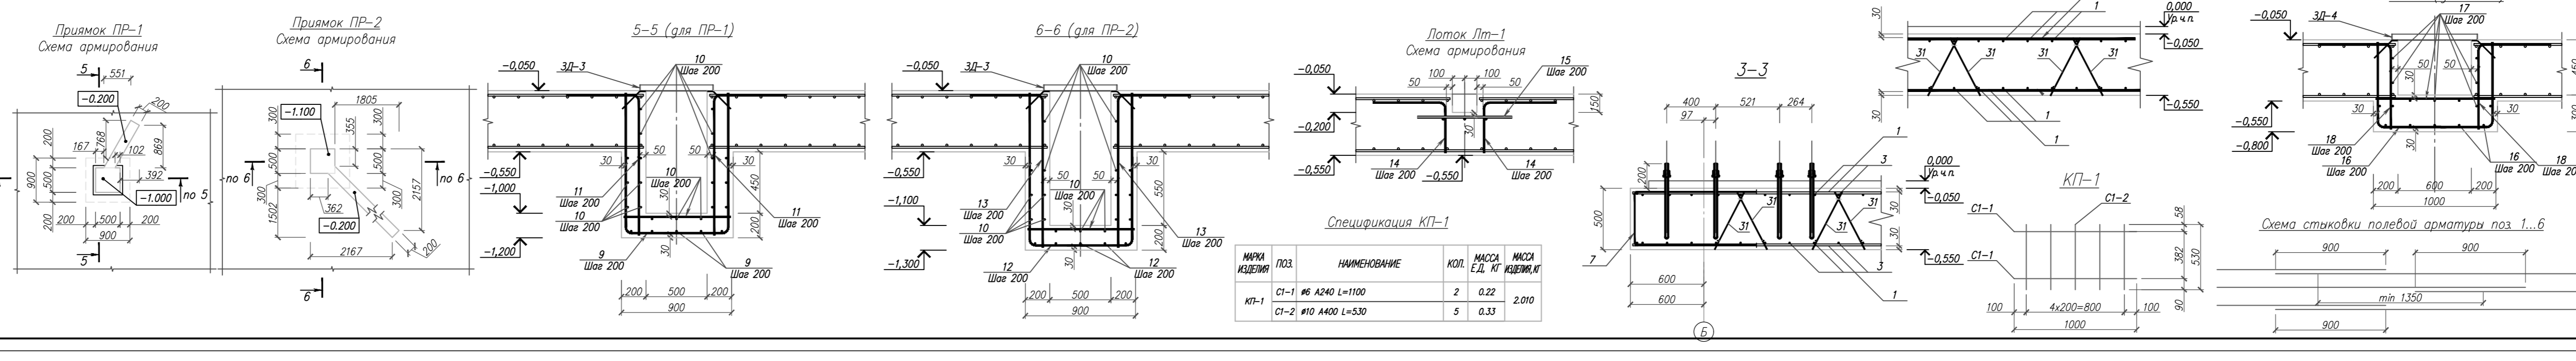 Приямок ПР-1
Схема армирования
5
551
-0.200
200
200
768
869
167
102
900
500
392
-1.000
по 5
200
200
500
200
900
5
Приямок ПР-2
Схема армирования
6
1805
-1.100
300
355
300
500
500
по 6
по 6
300
362
300
2157
1502
-0.200
2167
200
6
5-5 (для ПР-1)
-0,050
ЗД-3
10
Шаг 200
30
50
50
30
-0,550
-1,000
11
Шаг 200
10
Шаг 200
10
Шаг 200
30
450
11
Шаг 200
200
-1,200
30
9
Шаг 200
9
Шаг 200
200
500
200
900
6-6 (для ПР-2)
-0,050
ЗД-3
10
Шаг 200
30
50
50
30
-0,550
10
Шаг 200
550
-1,100
13
Шаг 200
10
Шаг 200
30
13
Шаг 200
200
-1,300
30
12
Шаг 200
12
Шаг 200
200
500
200
900
Лоток Лт-1
Схема армирования
-0,050
100
100
50
50
15
Шаг 200
150
-0,200
30
14
Шаг 200
14
Шаг 200
-0,550
-0,550
Спецификация КП-1
МАРКА ИЗДЕЛИЯ
ПОЗ.
НАИМЕНОВАНИЕ
КОЛ.
МАССА ЕД, КГ
МАССА ИЗДЕЛИЯ,КГ
КП-1
С1-1
ø6 А240 L=1100
2
0.22
2.010
С1-2
ø10 А400 L=530
5
0.33
3-3
400
521
264
97
1
3
200
0,000
Ур.ч.п.
-0,050
30
500
31
31
31
30
-0,550
7
3
1
600
600
Б
30
1
0,000
Ур.ч.п.
-0,050
31
31
31
31
-0,550
30
1
1
КП-1
С1-1
С1-2
58
382
530
С1-1
90
100
4х200=800
100
1000
-0,050
ЗД-4
17
Шаг 200
50
50
30
30
30
-0,550
-0,800
18
Шаг 200
16
Шаг 200
30
16
Шаг 200
18
200
600
200
1000
Схема стыковки полевой арматуры поз. 1...6
900
900
min 1350
900